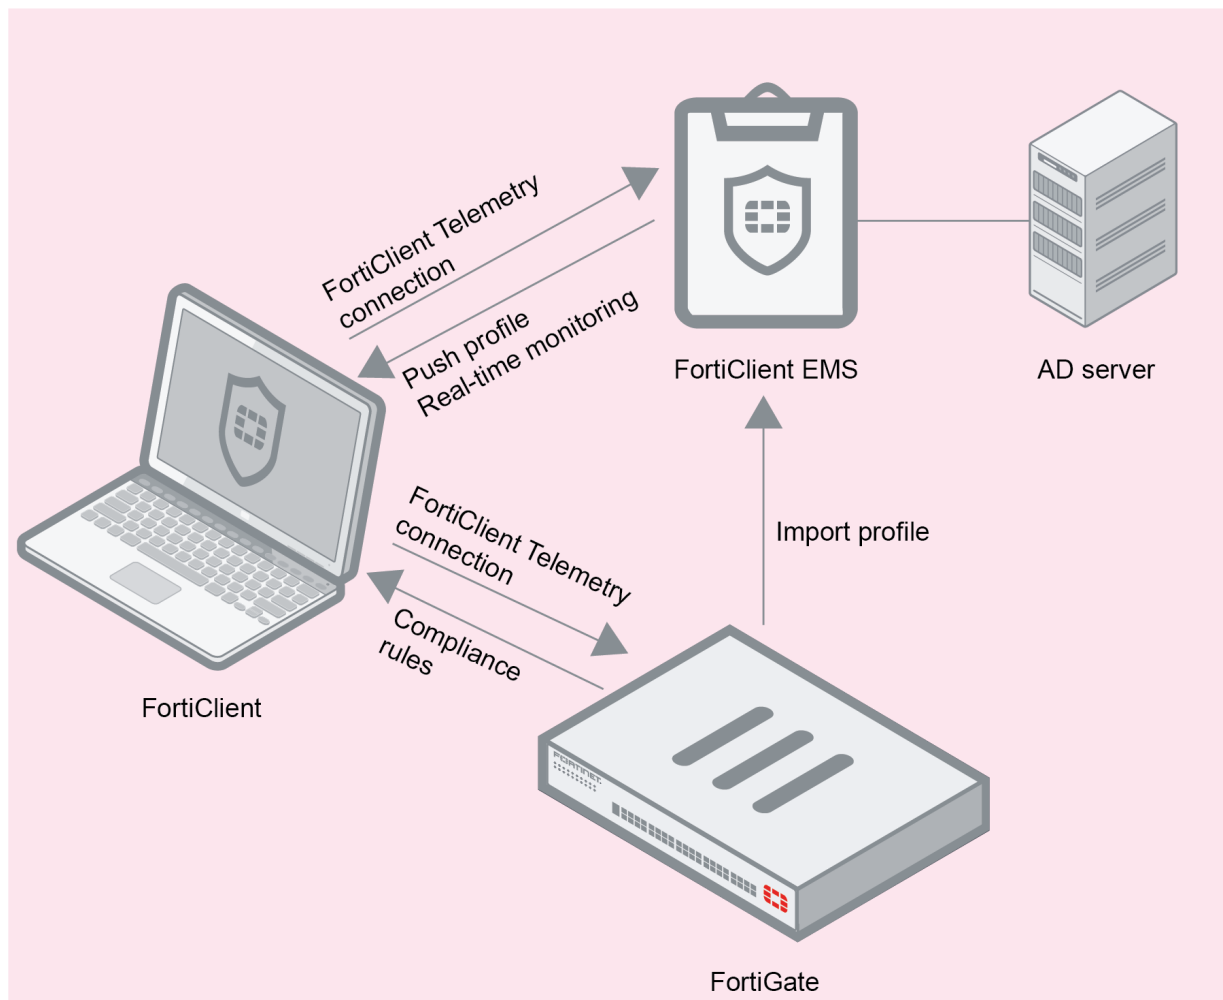 FortiClient Telemetry
connection
Push profile
Real-time monitoring
FortiClient EMS
AD server
FortiClient Telemetry
connection
Import profile
Compliance
rules
FortiClient
FORTINET
FortiGate